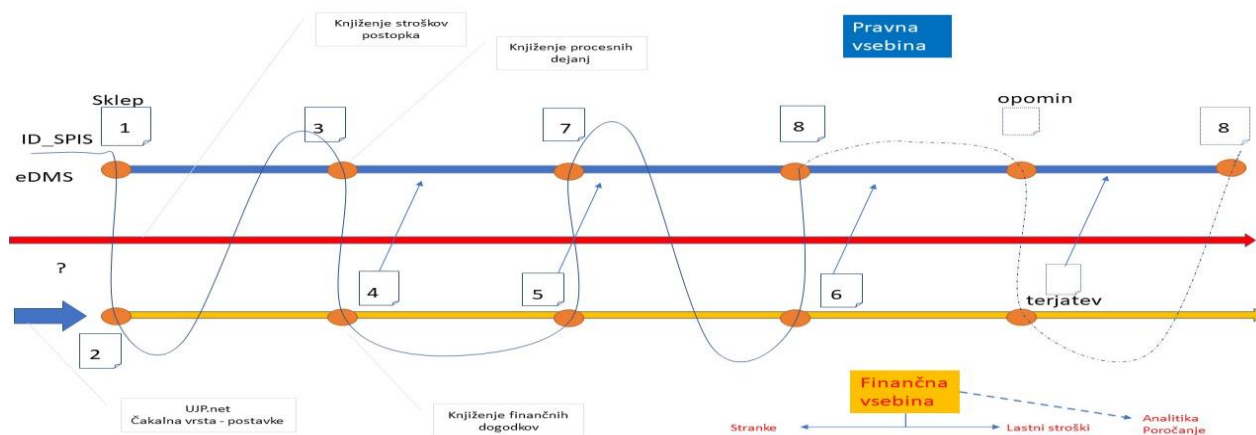 Knjiženje stroškov
postopka
Knjiženje procesnih
dejanj
Pravna
vsebina
Sklep
1
3
7
8
opomin
8
ID_SPIS
eDMS
?
4
5
6
terjatev
2
UJP.net
Čakalna vrsta - postavke
Knjiženje finančnih
dogodkov
Finančna
vsebina
Stranke
Lastni stroški
Analitika
Poročanje